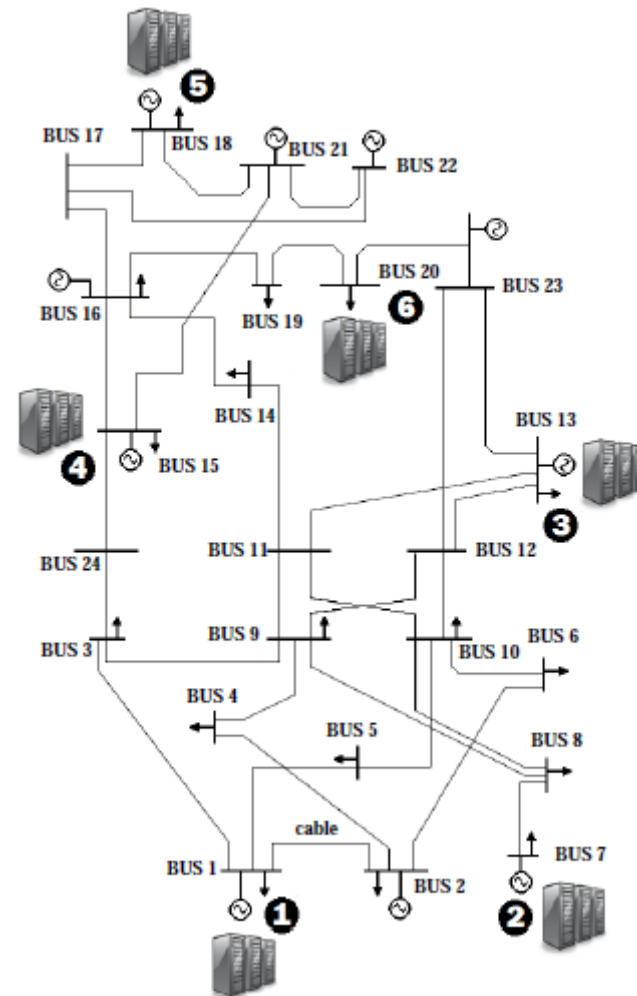 5
BUS 17
BUS 18
BUS 21
BUS 22
BUS 20
BUS 23
BUS 16
BUS 19
6
BUS 14
BUS 13
4
BUS 15
3
BUS 24
BUS 11
BUS 12
BUS 3
BUS 9
BUS 10
BUS 6
BUS 4
BUS 5
BUS 8
cable
BUS 1
BUS 2
BUS 7
1
2